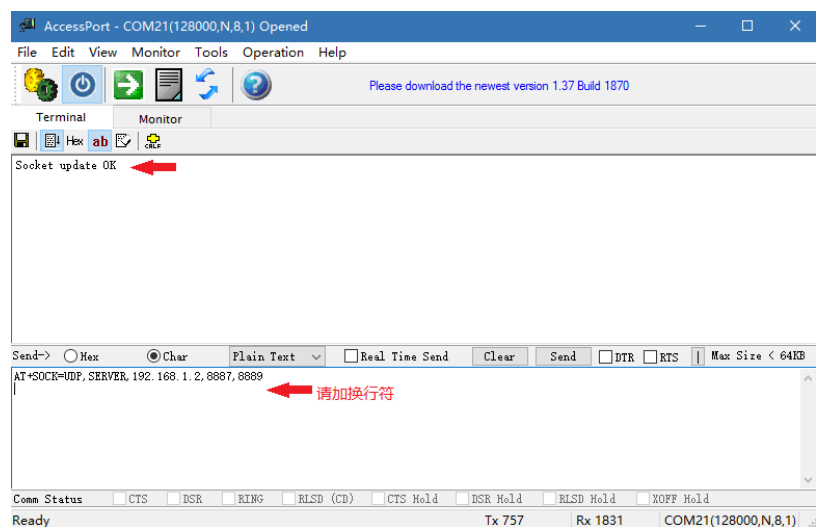 AccessPort - COM21(128000,N,8,1) Opened
File Edit View Monitor Tools Operation Help
Please download the newest version 1.37 Build 1870
Terminal Monitor
Hex ab CRLF
Socket update OK
Send-> Hex Char Plain Text Real Time Send Clear Send DTR RTS | Max Size < 64KB
AT+SOCK=UDP,SERVER,192.168.1.2,8887,8889
请加换行符
Comm Status CTS DSR RING RLSD (CD) CTS Hold DSR Hold RLSD Hold XOFF Hold
Ready Tx 757 Rx 1831 COM21(128000,N,8,1)